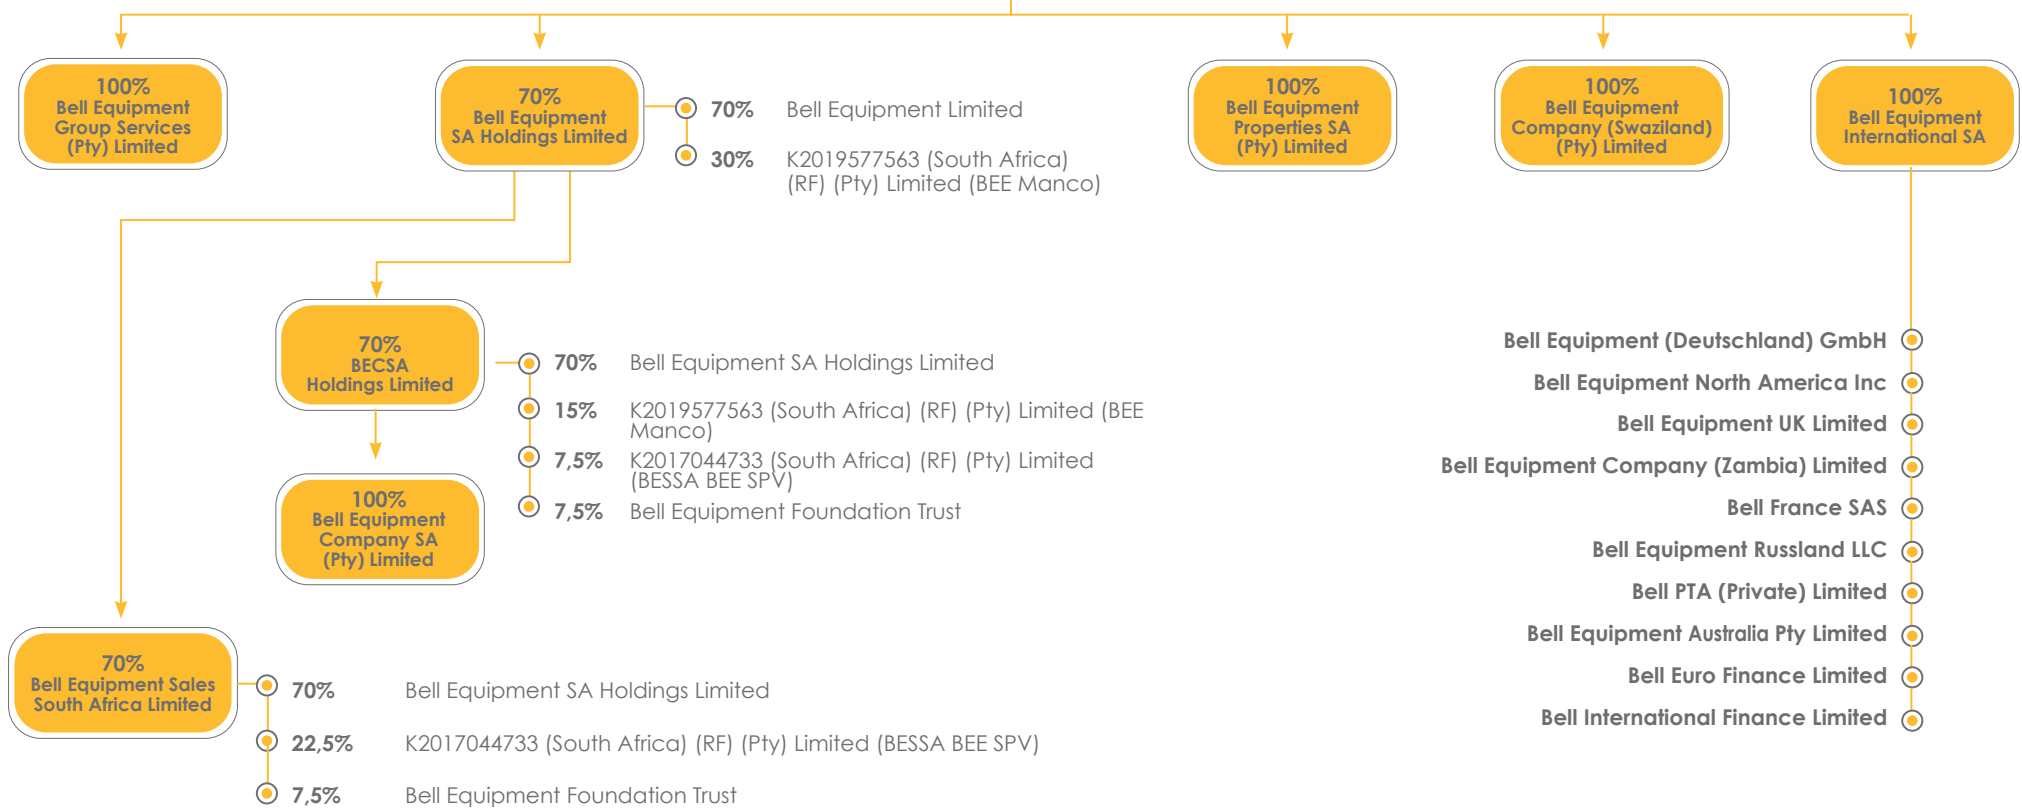 100%
Bell Equipment
Group Services
(Pty) Limited
70%
Bell Equipment
SA Holdings Limited
70% Bell Equipment Limited
30% K2019577563 (South Africa)
(RF) (Pty) Limited (BEE Manco)
100%
Bell Equipment
Properties SA
(Pty) Limited
100%
Bell Equipment
Company (Swaziland)
(Pty) Limited
100%
Bell Equipment
International SA
70%
BECSA
Holdings Limited
70% Bell Equipment SA Holdings Limited
15% K2019577563 (South Africa) (RF) (Pty) Limited (BEE
Manco)
7,5% K2017044733 (South Africa) (RF) (Pty) Limited
(BESSA BEE SPV)
7,5% Bell Equipment Foundation Trust
100%
Bell Equipment
Company SA
(Pty) Limited
70%
Bell Equipment Sales
South Africa Limited
70% Bell Equipment SA Holdings Limited
22,5% K2017044733 (South Africa) (RF) (Pty) Limited (BESSA BEE SPV)
7,5% Bell Equipment Foundation Trust
Bell Equipment (Deutschland) GmbH
Bell Equipment North America Inc
Bell Equipment UK Limited
Bell Equipment Company (Zambia) Limited
Bell France SAS
Bell Equipment Russland LLC
Bell PTA (Private) Limited
Bell Equipment Australia Pty Limited
Bell Euro Finance Limited
Bell International Finance Limited